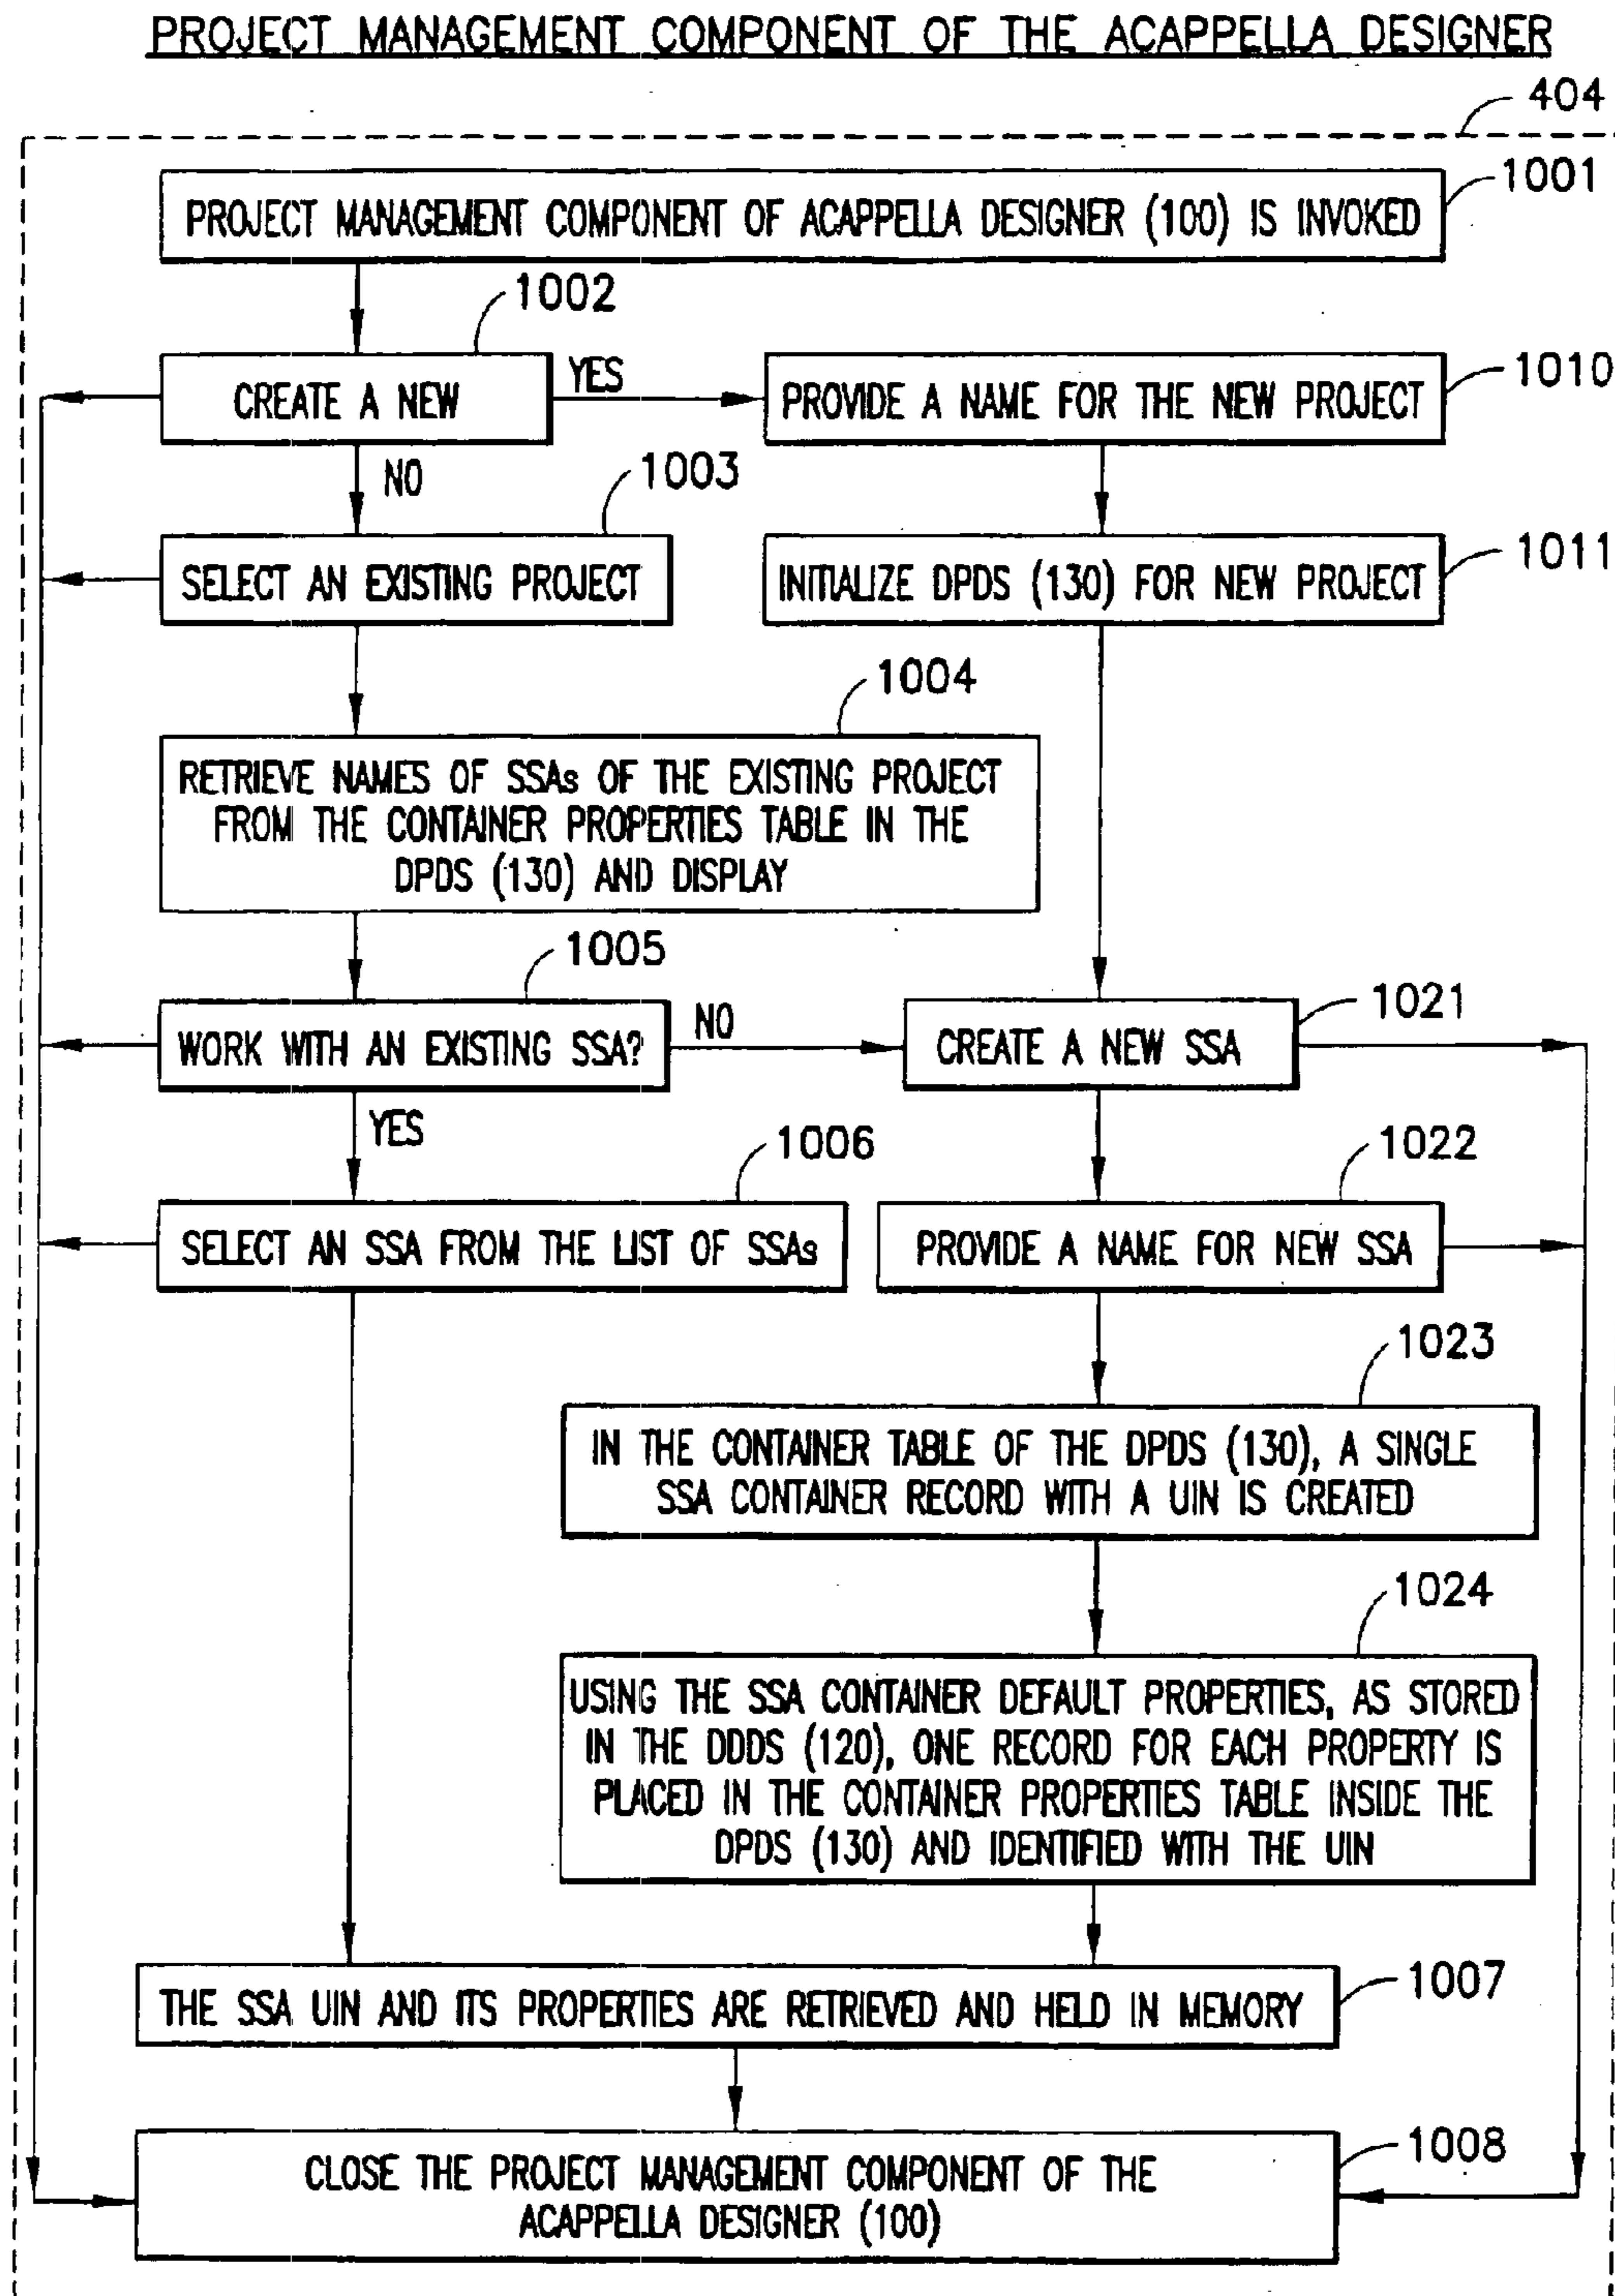 PROJECT MANAGEMENT COMPONENT OF THE ACAPPELLA DESIGNER
404
PROJECT MANAGEMENT COMPONENT OF ACAPPELLA DESIGNER (100) IS INVOKED
1001
1002
CREATE A NEW
YES
PROVIDE A NAME FOR THE NEW PROJECT
1010
NO
1003
SELECT AN EXISTING PROJECT
INITIALIZE DPDS (130) FOR NEW PROJECT
1011
1004
RETRIEVE NAMES OF SSAs OF THE EXISTING PROJECT
FROM THE CONTAINER PROPERTIES TABLE IN THE
DPDS (130) AND DISPLAY
1005
WORK WITH AN EXISTING SSA?
NO
CREATE A NEW SSA
1021
YES
1006
SELECT AN SSA FROM THE LIST OF SSAs
1022
PROVIDE A NAME FOR NEW SSA
1023
IN THE CONTAINER TABLE OF THE DPDS (130), A SINGLE
SSA CONTAINER RECORD WITH A UIN IS CREATED
1024
USING THE SSA CONTAINER DEFAULT PROPERTIES, AS STORED
IN THE DDDS (120), ONE RECORD FOR EACH PROPERTY IS
PLACED IN THE CONTAINER PROPERTIES TABLE INSIDE THE
DPDS (130) AND IDENTIFIED WITH THE UIN
THE SSA UIN AND ITS PROPERTIES ARE RETRIEVED AND HELD IN MEMORY
1007
CLOSE THE PROJECT MANAGEMENT COMPONENT OF THE
ACAPPELLA DESIGNER (100)
1008